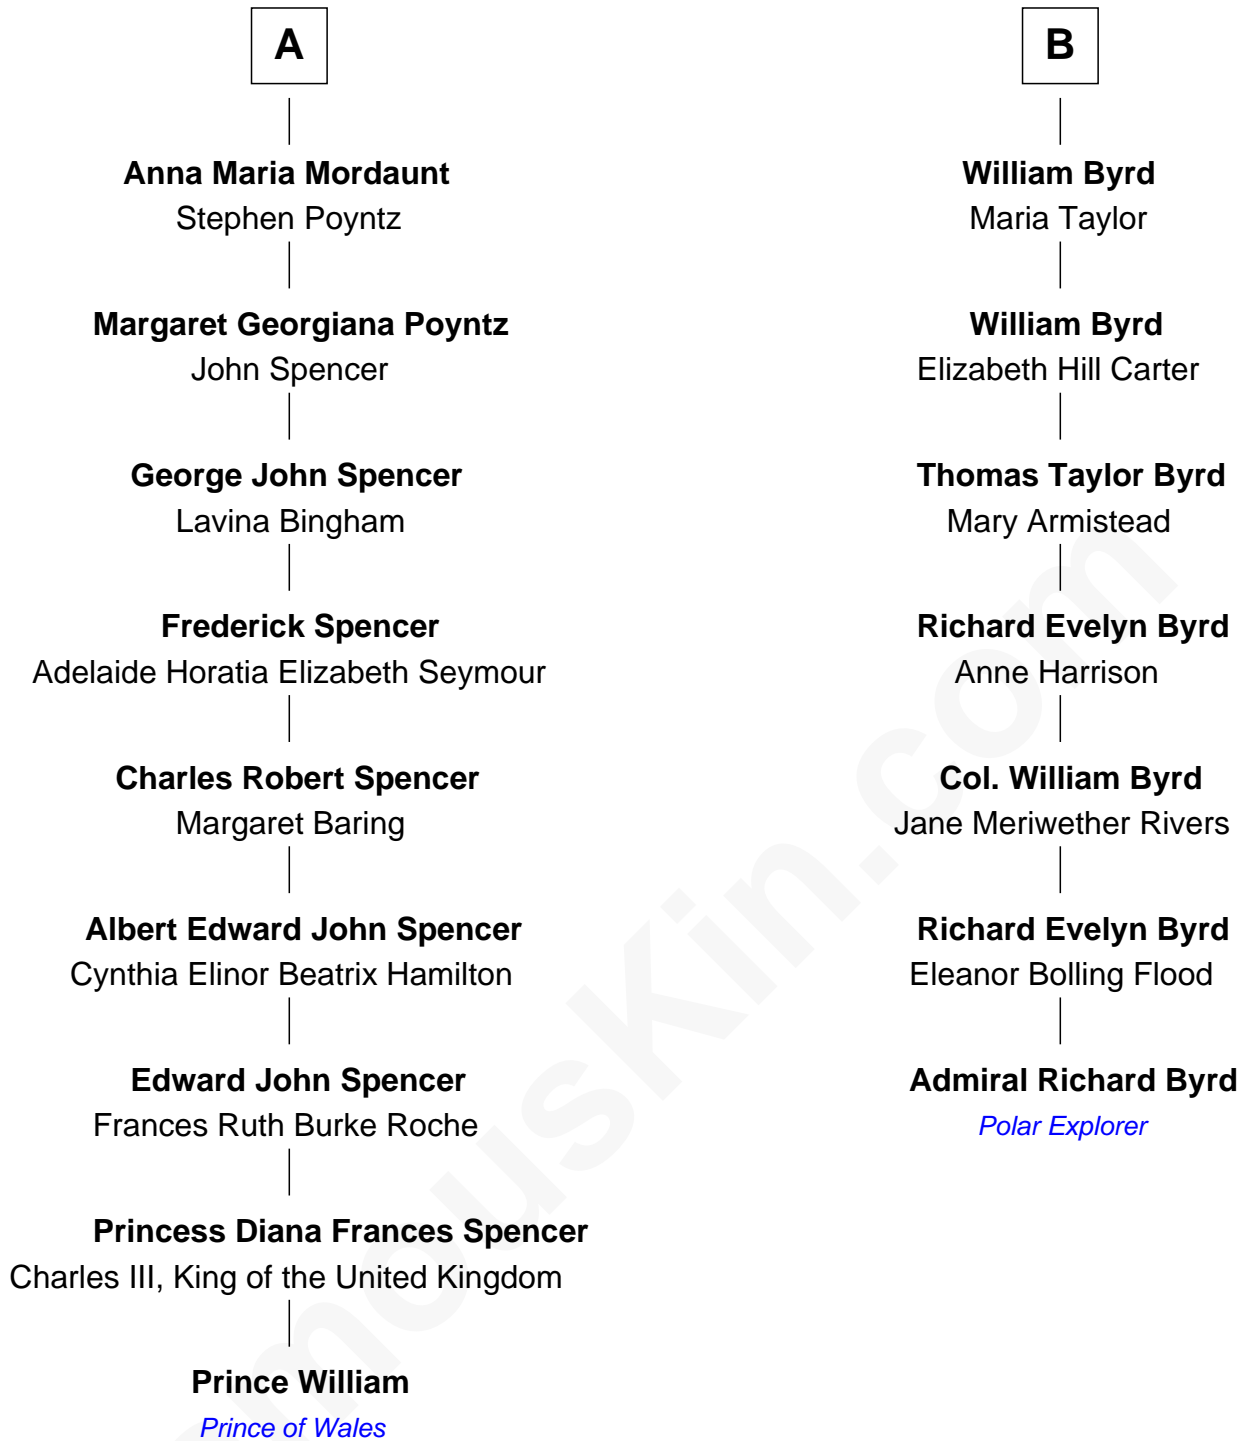 A
Anna Maria Mordaunt
Stephen Poyntz
Margaret Georgiana Poyntz
John Spencer
George John Spencer
Lavina Bingham
Frederick Spencer
Adelaide Horatia Elizabeth Seymour
Charles Robert Spencer
Margaret Baring
Albert Edward John Spencer
Cynthia Elinor Beatrix Hamilton
Edward John Spencer
Frances Ruth Burke Roche
Princess Diana Frances Spencer
Charles III, King of the United Kingdom
Prince William
Prince of Wales
B
William Byrd
Maria Taylor
William Byrd
Elizabeth Hill Carter
Thomas Taylor Byrd
Mary Armistead
Richard Evelyn Byrd
Anne Harrison
Col. William Byrd
Jane Meriwether Rivers
Richard Evelyn Byrd
Eleanor Bolling Flood
Admiral Richard Byrd
Polar Explorer
mouskin.com